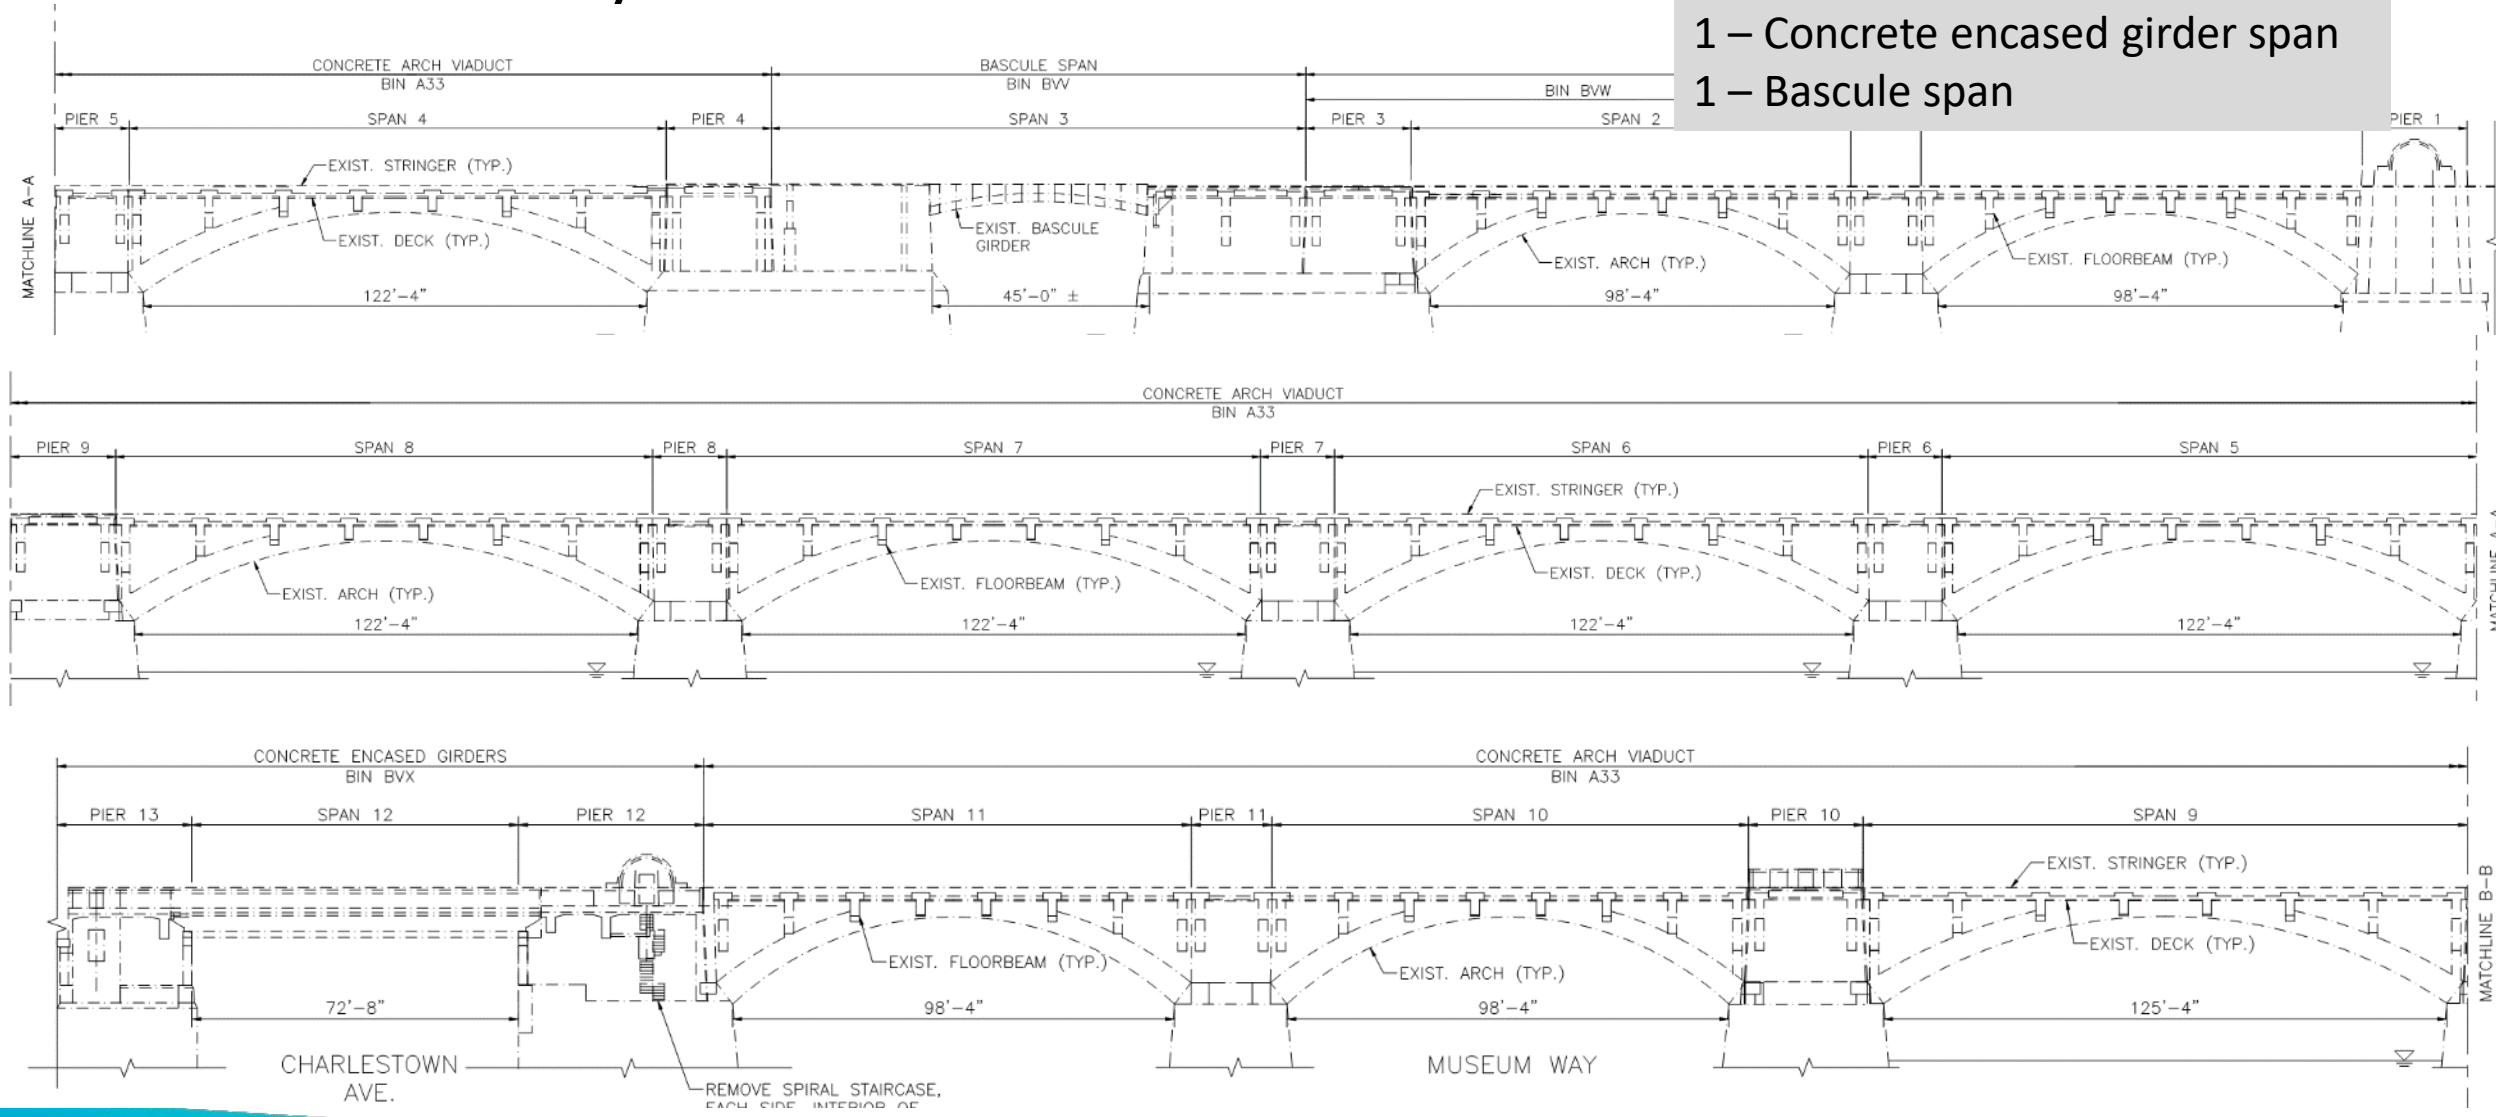 1 – Concrete encased girder span
1 – Bascule span
CONCRETE ARCH VIADUCT
BIN A33
BASCULE SPAN
BIN BVV
BIN BVW
PIER 5
SPAN 4
PIER 4
SPAN 3
PIER 3
SPAN 2
PIER 1
MATCHLINE A-A
EXIST. STRINGER (TYP.)
EXIST. DECK (TYP.)
EXIST. BASCULE
GIRDER
EXIST. ARCH (TYP.)
EXIST. FLOORBEAM (TYP.)
122'-4"
45'-0" ±
98'-4"
98'-4"
CONCRETE ARCH VIADUCT
BIN A33
PIER 9
SPAN 8
PIER 8
SPAN 7
PIER 7
SPAN 6
PIER 6
SPAN 5
EXIST. STRINGER (TYP.)
EXIST. ARCH (TYP.)
EXIST. FLOORBEAM (TYP.)
EXIST. DECK (TYP.)
MATCHLINE A-A
122'-4"
122'-4"
122'-4"
122'-4"
CONCRETE ENCASED GIRDERS
BIN BVX
CONCRETE ARCH VIADUCT
BIN A33
PIER 13
SPAN 12
PIER 12
SPAN 11
PIER 11
SPAN 10
PIER 10
SPAN 9
EXIST. STRINGER (TYP.)
EXIST. FLOORBEAM (TYP.)
EXIST. ARCH (TYP.)
EXIST. DECK (TYP.)
MATCHLINE B-B
72'-8"
98'-4"
98'-4"
125'-4"
CHARLESTOWN
AVE.
MUSEUM WAY
REMOVE SPIRAL STAIRCASE,
EACH SIDE, INTERIOR OF